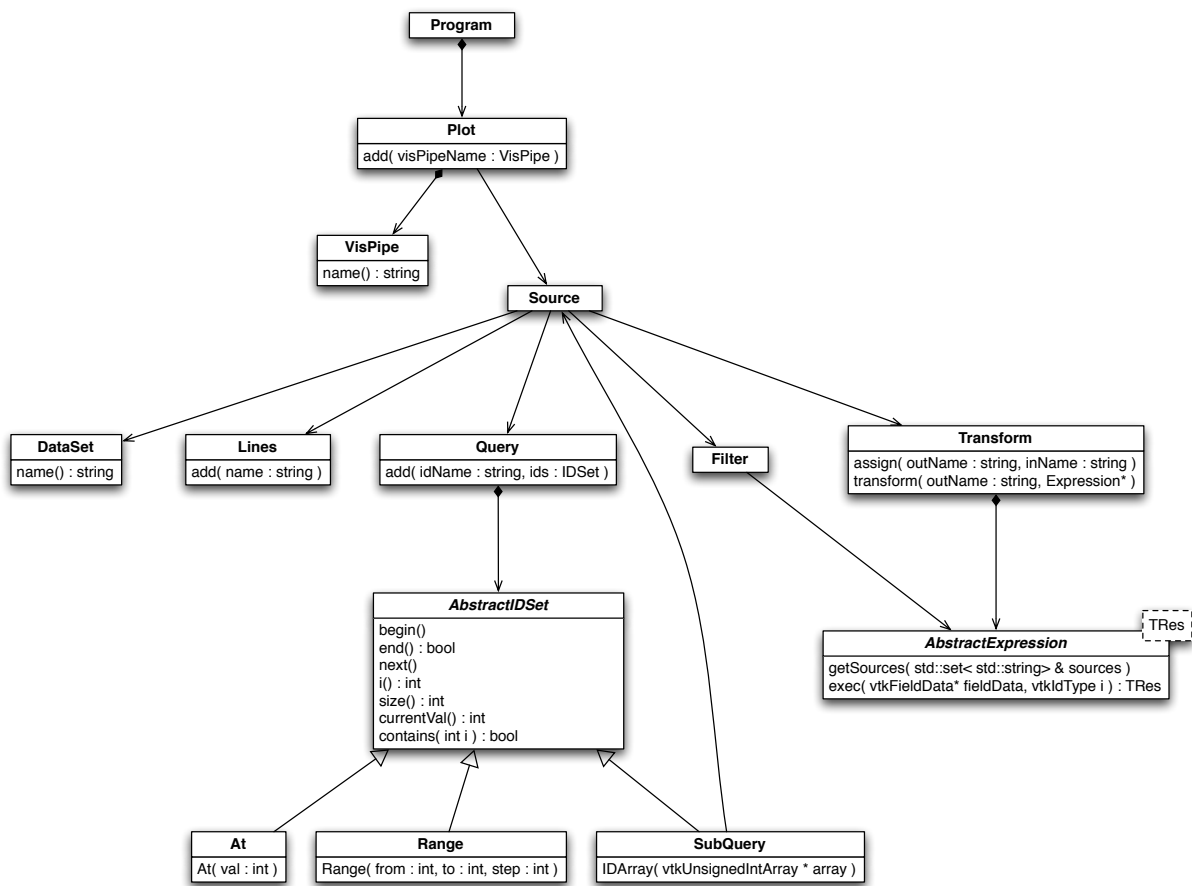 Program
Plot
add( visPipeName : VisPipe )
VisPipe
name() : string
Source
DataSet
name() : string
Lines
add( name : string )
Query
add( idName : string, ids : IDSet )
Filter
Transform
assign( outName : string, inName : string )
transform( outName : string, Expression* )
AbstractIDSet
begin()
end() : bool
next()
i() : int
size() : int
currentVal() : int
contains( int i ) : bool
TRes
AbstractExpression
getSources( std::set< std::string> & sources )
exec( vtkFieldData* fieldData, vtkIdType i ) : TRes
At
At( val : int )
Range
Range( from : int, to : int, step : int )
SubQuery
IDArray( vtkUnsignedIntArray * array )